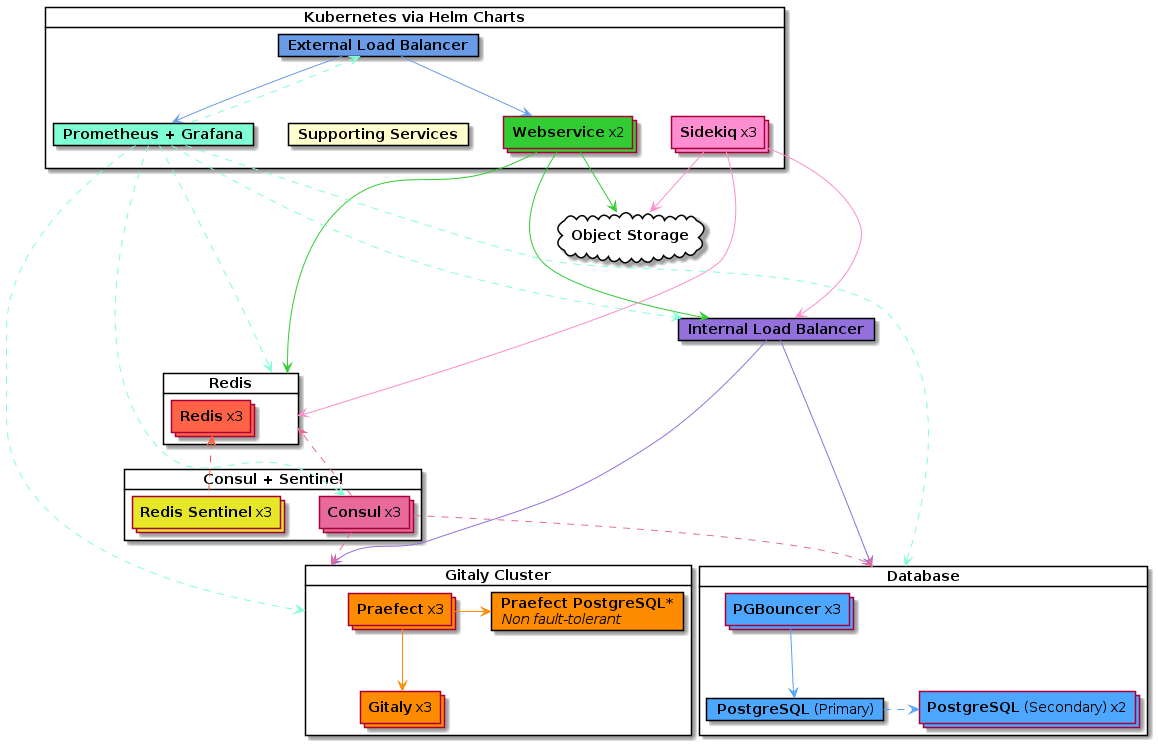 Kubernetes via Helm Charts
External Load Balancer
Prometheus + Grafana
Supporting Services
Webservice x2
Sidekiq x3
Object Storage
Internal Load Balancer
Redis
Redis x3
Consul + Sentinel
Redis Sentinel x3
Consul x3
Gitaly Cluster
Praefect x3
Praefect PostgreSQL*
Non fault-tolerant
Gitaly x3
Database
PGBouncer x3
PostgreSQL (Primary)
PostgreSQL (Secondary) x2